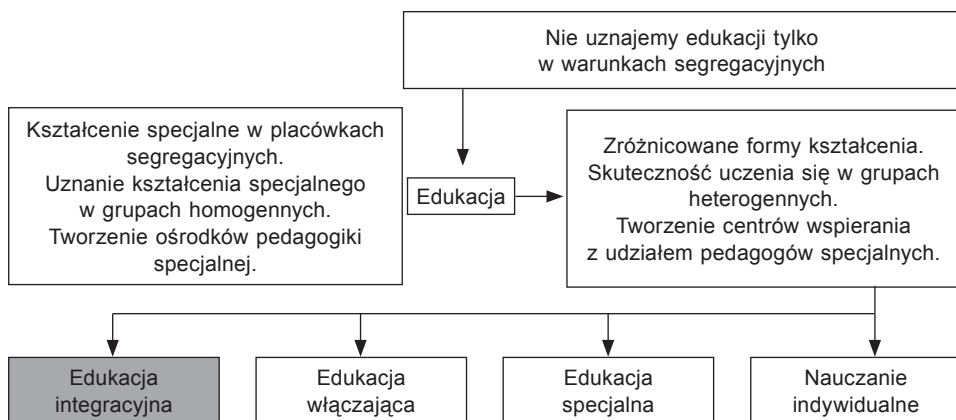 Nie uznajemy edukacji tylko
w warunkach segregacyjnych
Kształcenie specjalne w placówkach
segregacyjnych.
Uznanie kształcenia specjalnego
w grupach homogennych.
Tworzenie ośrodków pedagogiki
specjalnej.
Edukacja
Zróżnicowane formy kształcenia.
Skuteczność uczenia się w grupach
heterogennych.
Tworzenie centrów wspierania
z udziałem pedagogów specjalnych.
Edukacja
integracyjna
Edukacja
włączająca
Edukacja
specjalna
Nauczanie
indywidualne